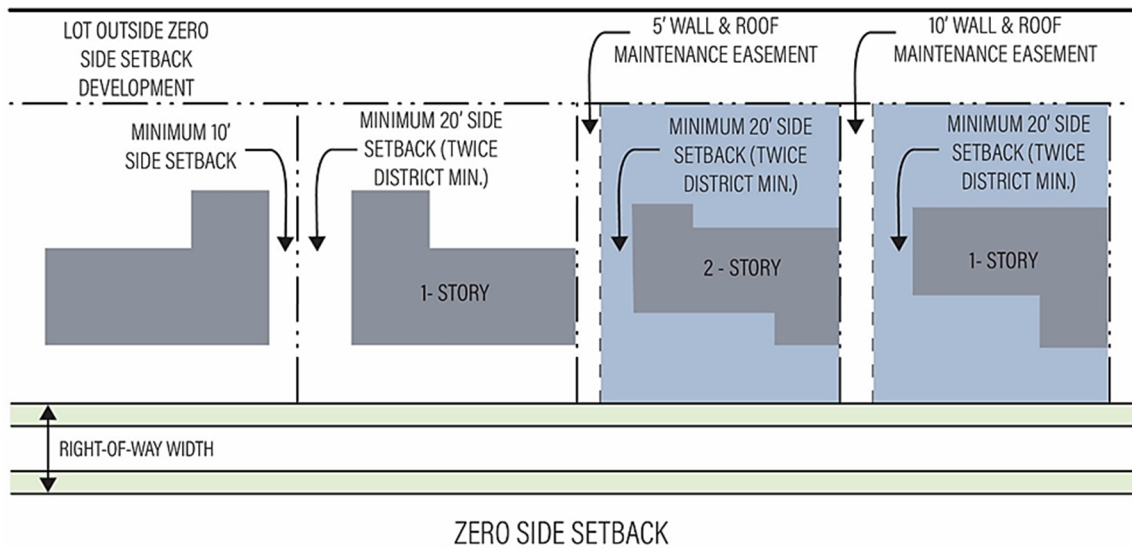 LOT OUTSIDE ZERO
SIDE SETBACK
DEVELOPMENT
5' WALL & ROOF
MAINTENANCE EASEMENT
10' WALL & ROOF
MAINTENANCE EASEMENT
MINIMUM 10'
SIDE SETBACK
MINIMUM 20' SIDE
SETBACK (TWICE
DISTRICT MIN.)
MINIMUM 20' SIDE
SETBACK (TWICE
DISTRICT MIN.)
MINIMUM 20' SIDE
SETBACK (TWICE
DISTRICT MIN.)
1- STORY
2 - STORY
1- STORY
RIGHT-OF-WAY WIDTH
ZERO SIDE SETBACK